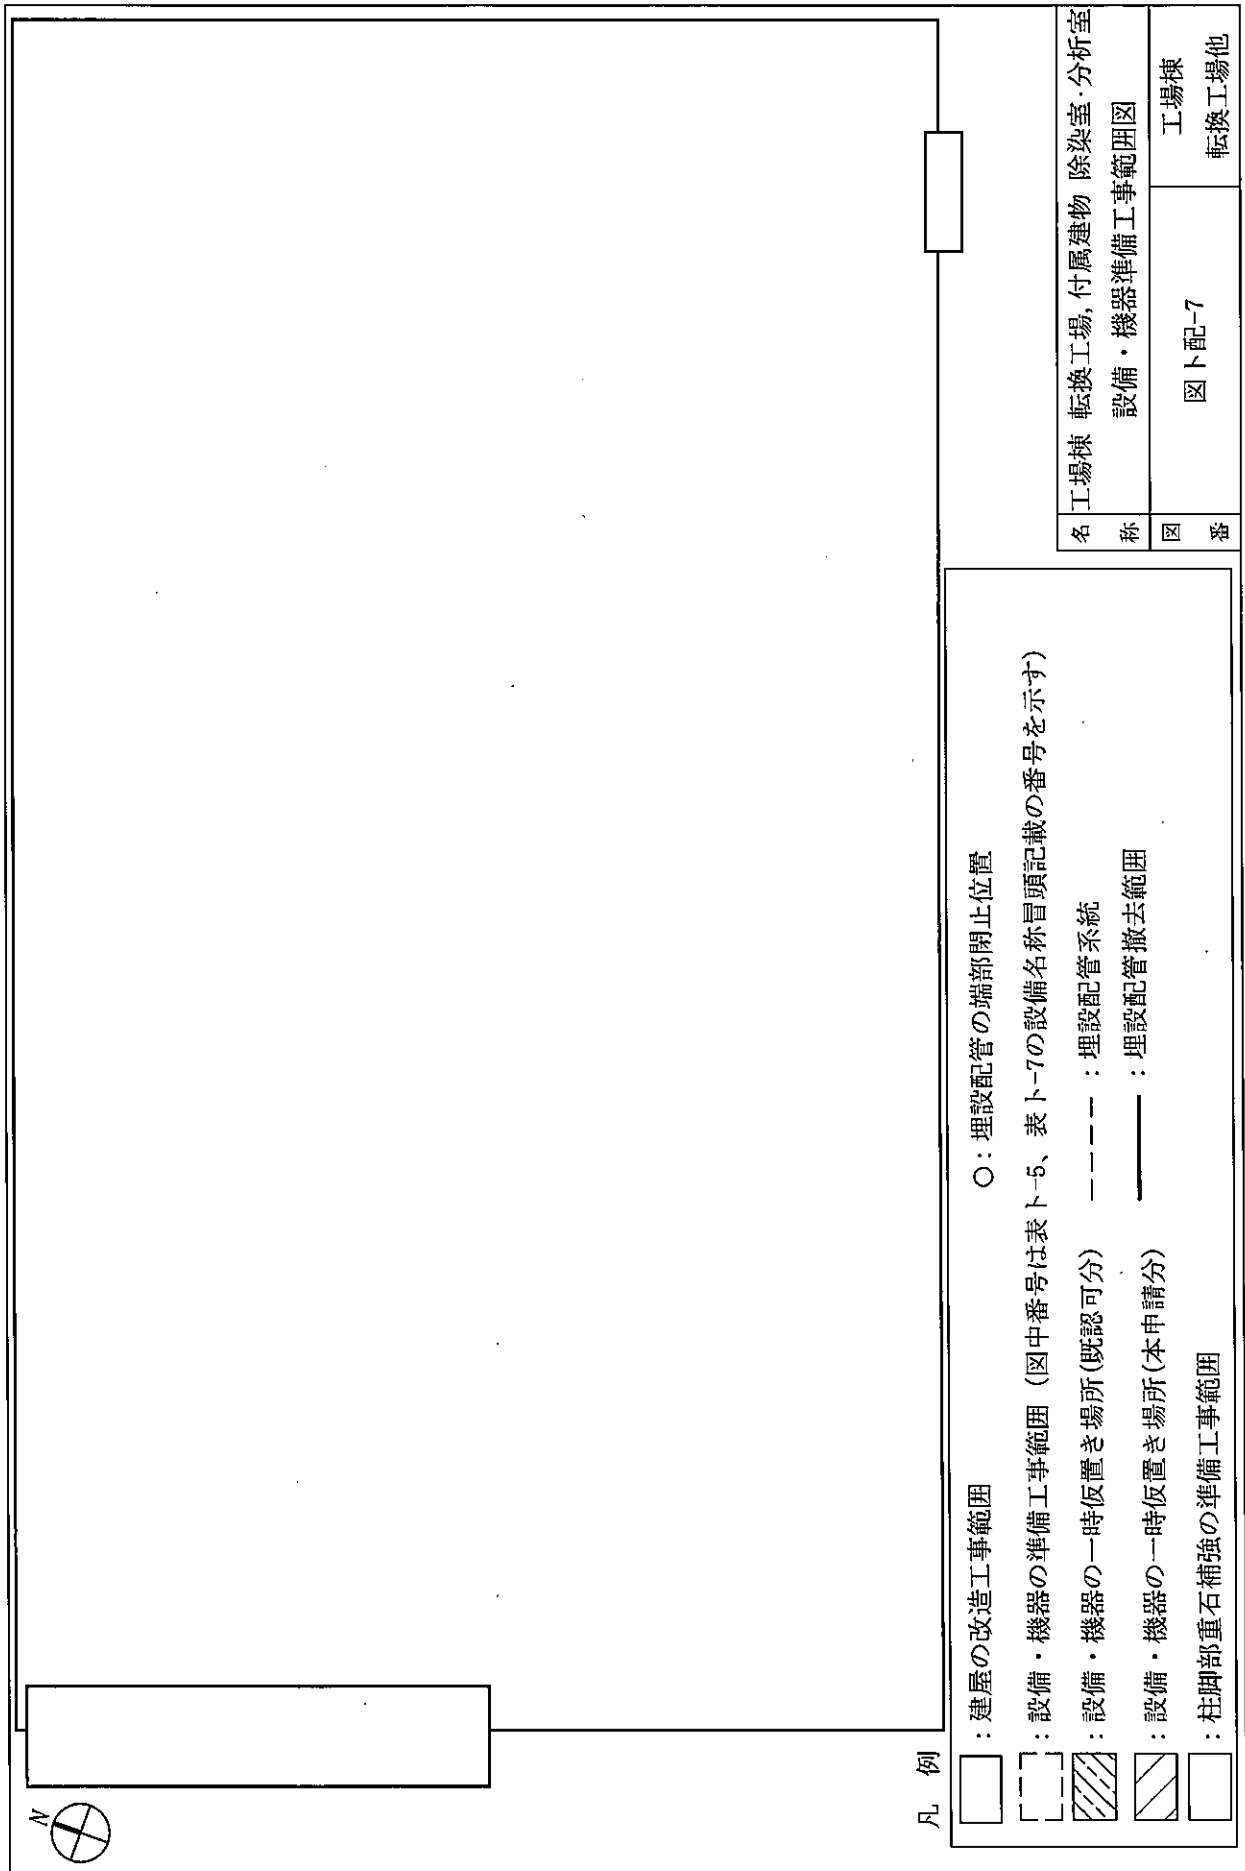 N
凡 例
:建屋の改造工事範囲
○:埋設配管の端部閉止位置
:設備・機器の準備工事範囲 (図中番号は表ト-5、表ト-7の設備名称冒頭記載の番号を示す)
:設備・機器の一時仮置き場所(既認可分)
:埋設配管系統
:設備・機器の一時仮置き場所(本申請分)
:埋設配管撤去範囲
:柱脚部重石補強の準備工事範囲
名称
工場棟 転換工場,付属建物 除染室・分析室
設備・機器準備工事範囲図
図番
図ト配-7
工場棟
転換工場他